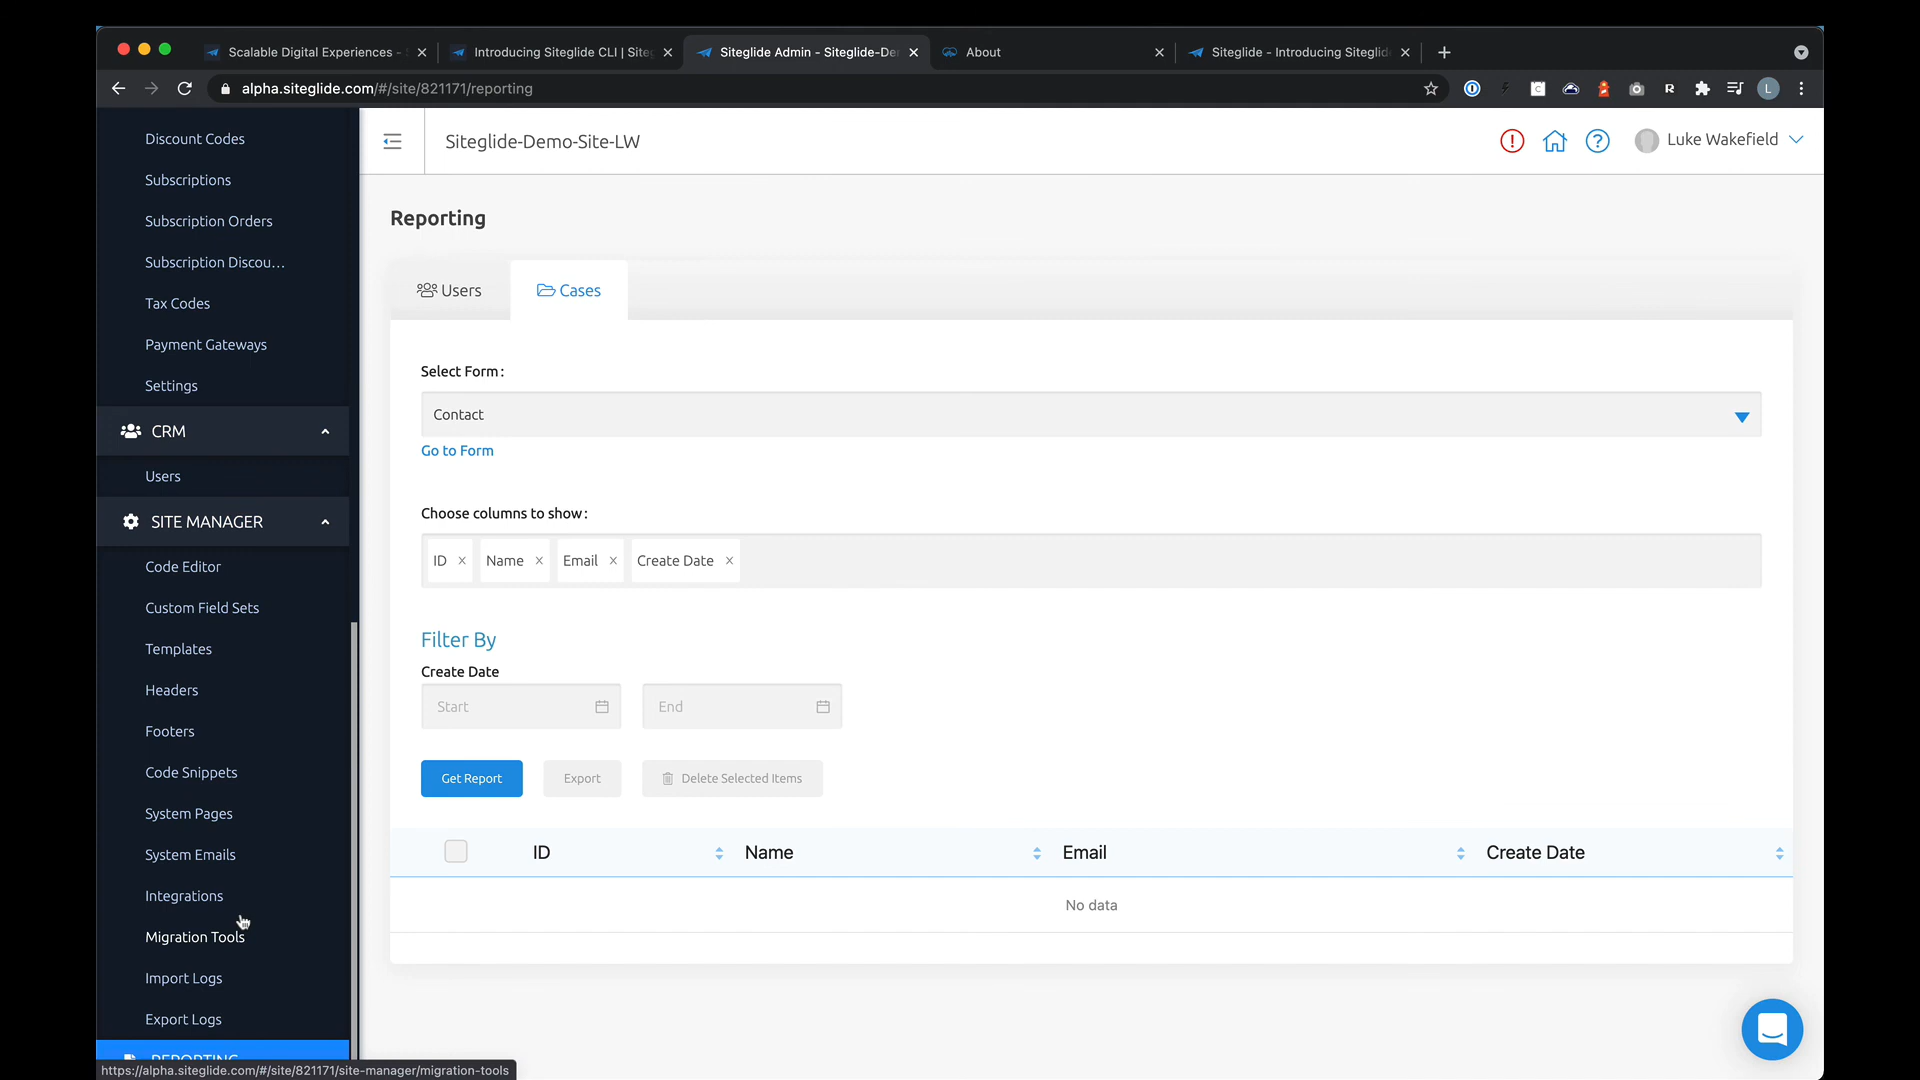 Scalable Digital Experiences -
Introducing Siteglide CLI | Siteg
Siteglide Admin - Siteglide-De
About
Siteglide - Introducing Siteglid
alpha.siteglide.com/#/site/821171/reporting
L
Siteglide-Demo-Site-LW
Luke Wakefield
Discount Codes
Subscriptions
Subscription Orders
Subscription Discou...
Tax Codes
Payment Gateways
Settings
CRM
Users
SITE MANAGER
Code Editor
Custom Field Sets
Templates
Headers
Footers
Code Snippets
System Pages
System Emails
Integrations
Migration Tools
Import Logs
Export Logs
REPORTING
https://alpha.siteglide.com/#/site/821171/site-manager/migration-tools
Reporting
Users
Cases
Select Form :
Contact
Go to Form
Choose columns to show :
ID × Name × Email × Create Date ×
Filter By
Create Date
Start
End
Get Report
Export
Delete Selected Items
ID Name Email Create Date
No data